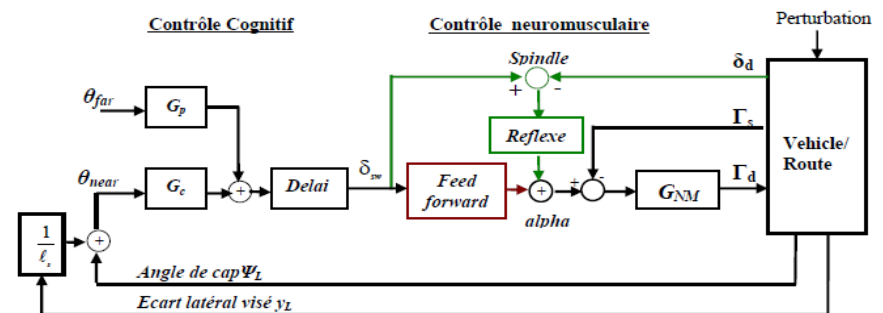 Perturbation
Contrôle Cognitif
Contrôle neuromusculaire
Spindle
δd
+
-
θfar
Gp
Reflexe
Γs
Vehicle/
Route
θnear
Gc
+
Delai
δsw
Feed
forward
+
alpha
+
-
GNM
Γd
1
ℓs
+
Angle de cap ΨL
Ecart latéral visé yL